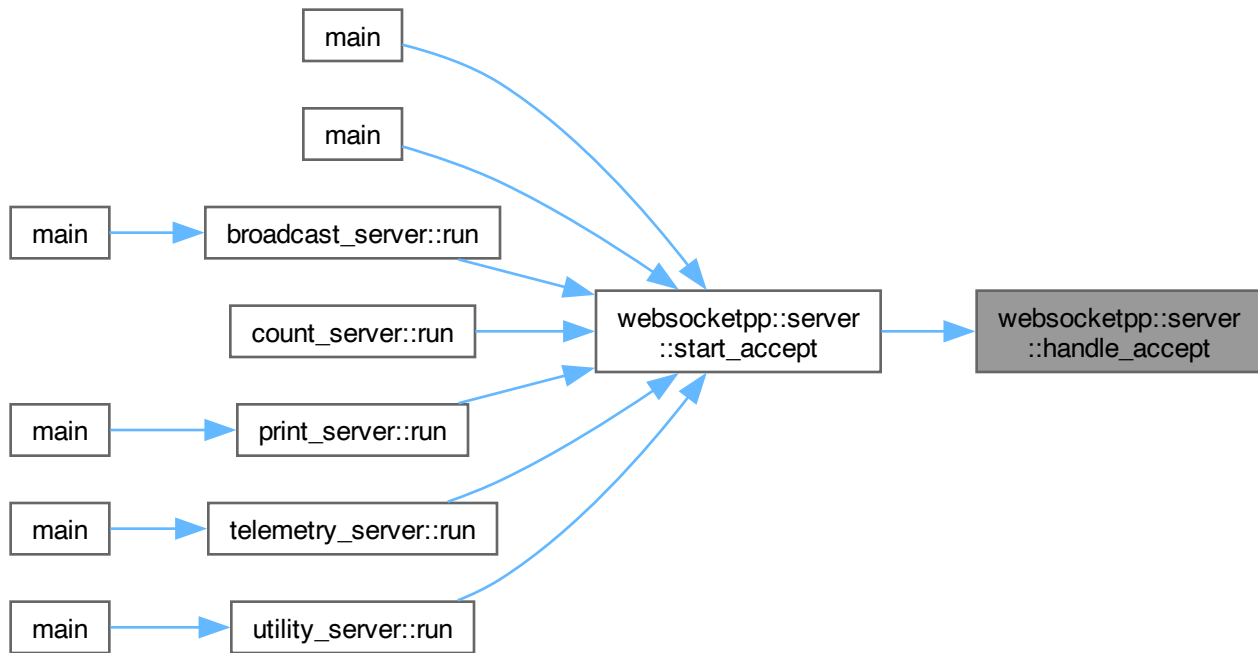 main
main
main
broadcast_server::run
count_server::run
websocketpp::server
::start_accept
websocketpp::server
::handle_accept
main
print_server::run
main
telemetry_server::run
main
utility_server::run